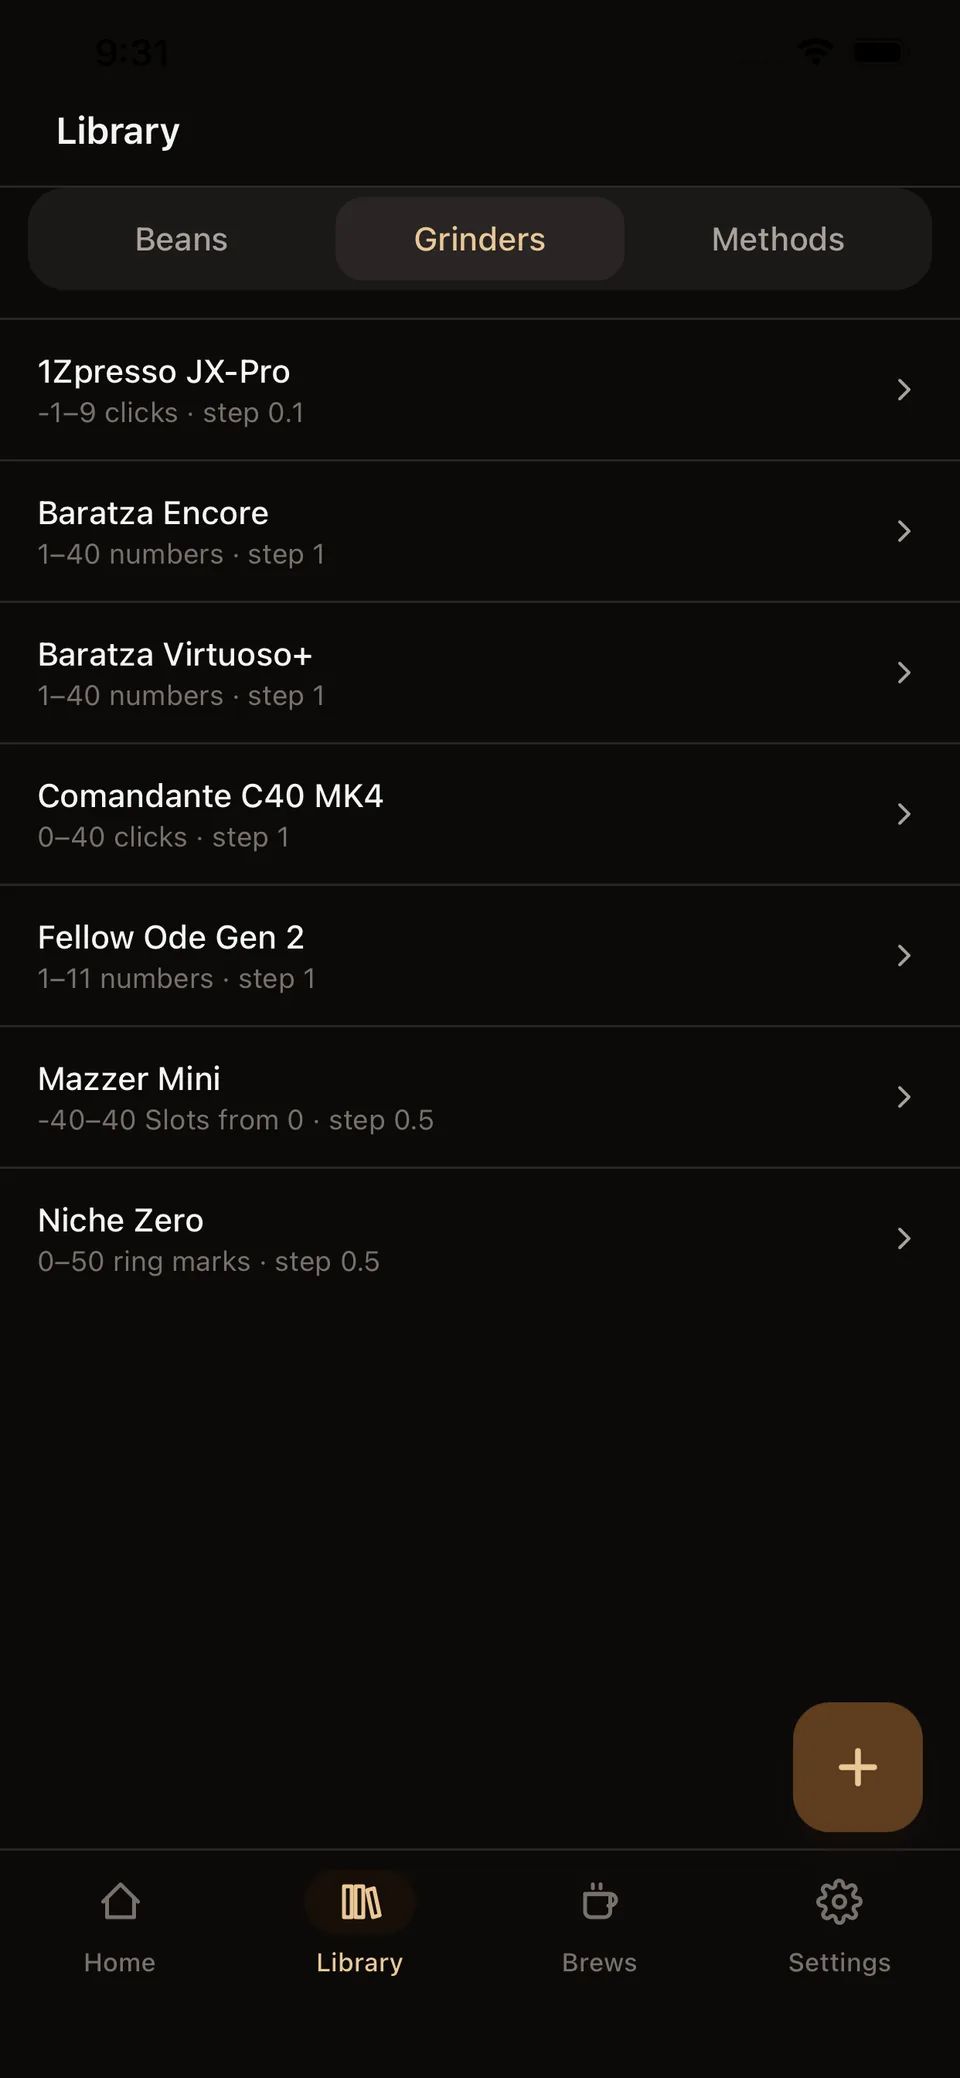 9:31
Library
Beans
Grinders
Methods
1Zpresso JX-Pro
-1–9 clicks · step 0.1
Baratza Encore
1–40 numbers · step 1
Baratza Virtuoso+
1–40 numbers · step 1
Comandante C40 MK4
0–40 clicks · step 1
Fellow Ode Gen 2
1–11 numbers · step 1
Mazzer Mini
-40–40 Slots from 0 · step 0.5
Niche Zero
0–50 ring marks · step 0.5
Home
Library
Brews
Settings